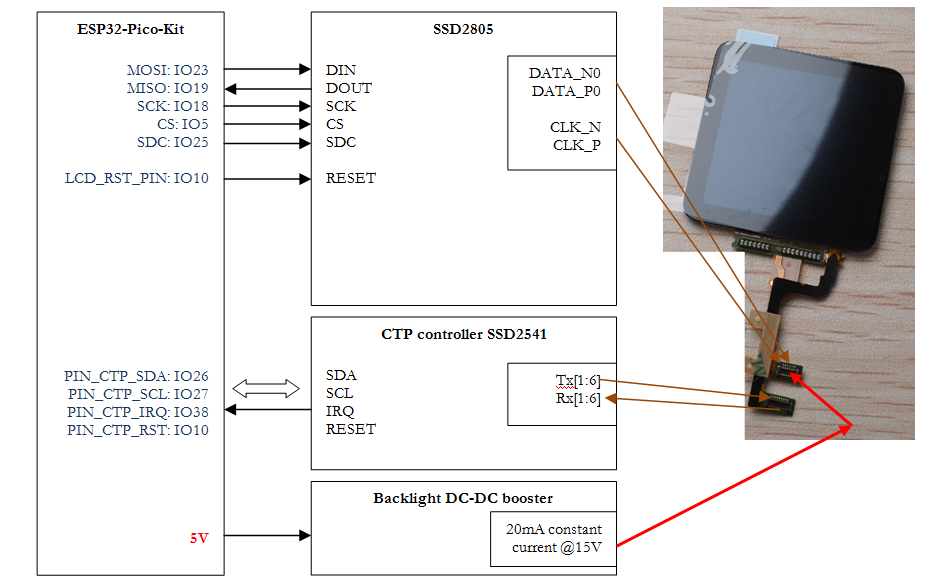 ESP32-Pico-Kit
MOSI: IO23
MISO: IO19
SCK: IO18
CS: IO5
SDC: IO25
LCD_RST_PIN: IO10
PIN_CTP_SDA: IO26
PIN_CTP_SCL: IO27
PIN_CTP_IRQ: IO38
PIN_CTP_RST: IO10
5V
SSD2805
DIN
DOUT
SCK
CS
SDC
RESET
DATA_N0
DATA_P0
CLK_N
CLK_P
CTP controller SSD2541
SDA
SCL
IRQ
RESET
Tx[1:6]
Rx[1:6]
Backlight DC-DC booster
20mA constant
current @15V